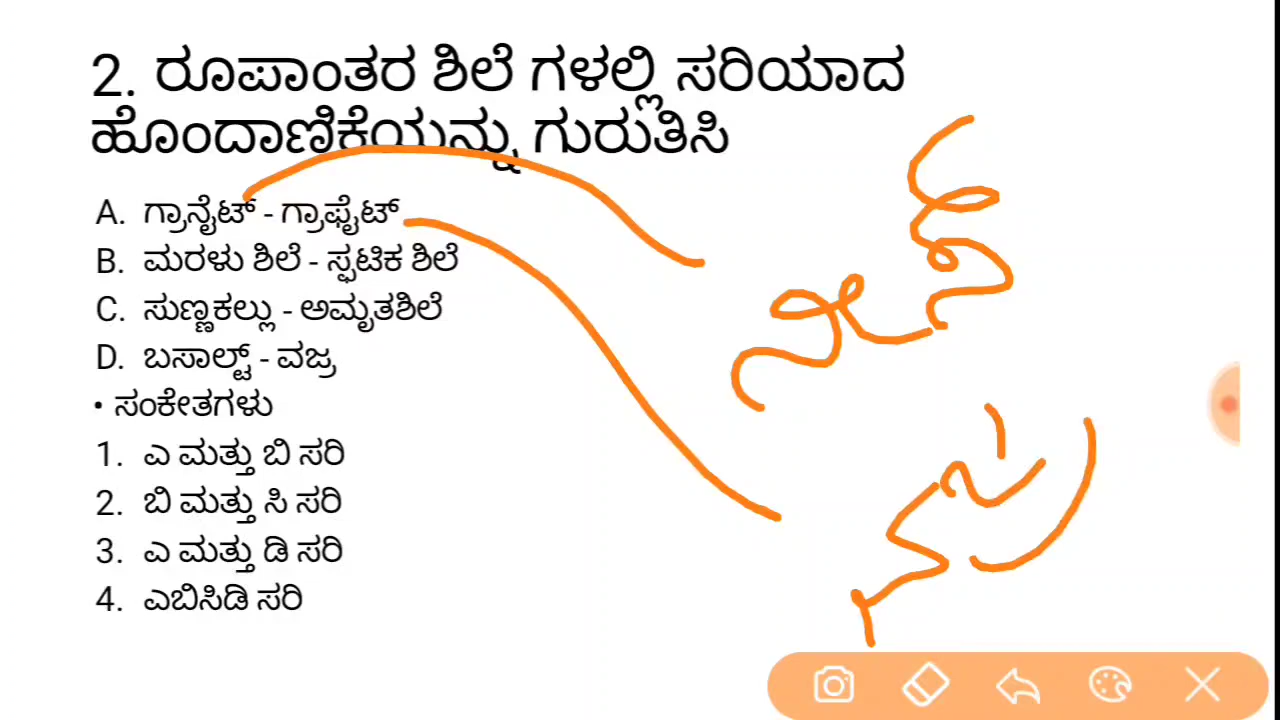 2. ರೂಪಾಂತರ ಶಿಲೆ ಗಳಲ್ಲಿ ಸರಿಯಾದ
ಹೊಂದಾಣಿಕೆಯನ್ನು ಗುರುತಿಸಿ
A. ಗ್ರಾನೈಟ್ - ಗ್ರಾಫೈಟ್
B. ಮರಳು ಶಿಲೆ - ಸ್ಫಟಿಕ ಶಿಲೆ
C. ಸುಣ್ಣಕಲ್ಲು - ಅಮೃತಶಿಲೆ
D. ಬಸಾಲ್ಟ್ - ವಜ್ರ
• ಸಂಕೇತಗಳು
1. ಎ ಮತ್ತು ಬಿ ಸರಿ
2. ಬಿ ಮತ್ತು ಸಿ ಸರಿ
3. ಎ ಮತ್ತು ಡಿ ಸರಿ
4. ಎಬಿಸಿಡಿ ಸರಿ